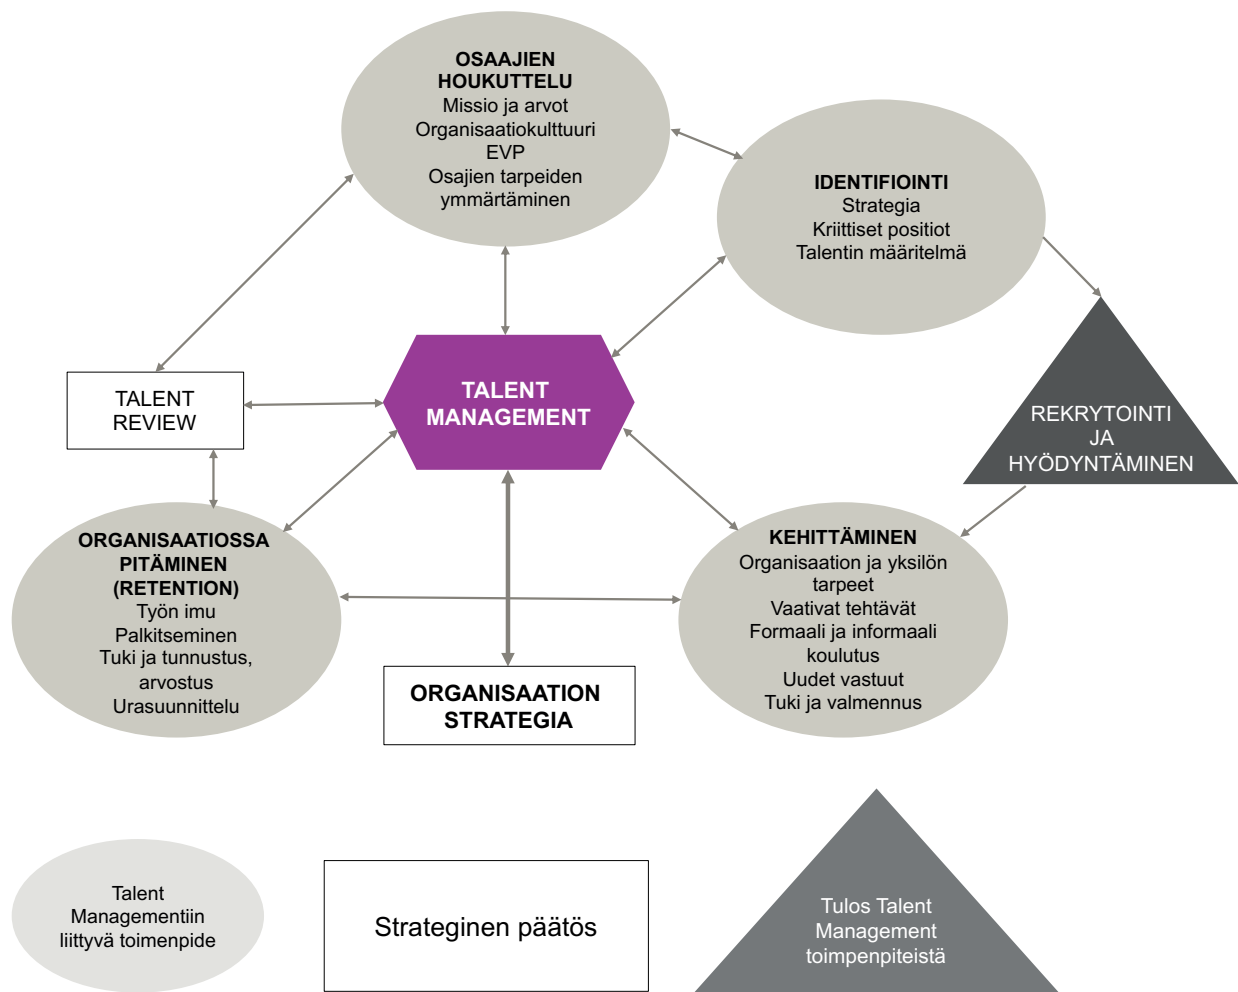 OSAAJIEN
HOUKUTTELU
Missio ja arvot
Organisaatiokulttuuri
EVP
Osajien tarpeiden
ymmärtäminen
IDENTIFIOINTI
Strategia
Kriittiset positiot
Talentin määritelmä
TALENT
REVIEW
TALENT
MANAGEMENT
REKRYTOINTI
JA
HYÖDYNTÄMINEN
ORGANISAATIOSSA
PITÄMINEN
(RETENTION)
Työn imu
Palkitseminen
Tuki ja tunnustus,
arvostus
Urasuunnittelu
ORGANISAATION
STRATEGIA
KEHITTÄMINEN
Organisaation ja yksilön
tarpeet
Vaativat tehtävät
Formaali ja informaali
koulutus
Uudet vastuut
Tuki ja valmennus
Talent
Managementiin
liittyvä toimenpide
Strateginen päätös
Tulos Talent
Management
toimpenpiteistä